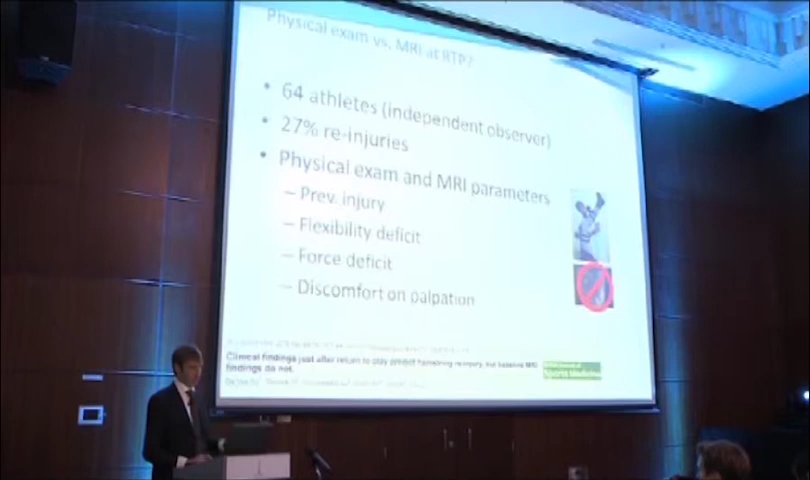 Physical exam vs. MRI at RTP?
• 64 athletes (independent observer)
• 27% re-injuries
• Physical exam and MRI parameters
– Prev. injury
– Flexibility deficit
– Force deficit
– Discomfort on palpation
Clinical findings just after return to play predict hamstring re-injury, but baseline MRI
findings do not.
Sports Medicine